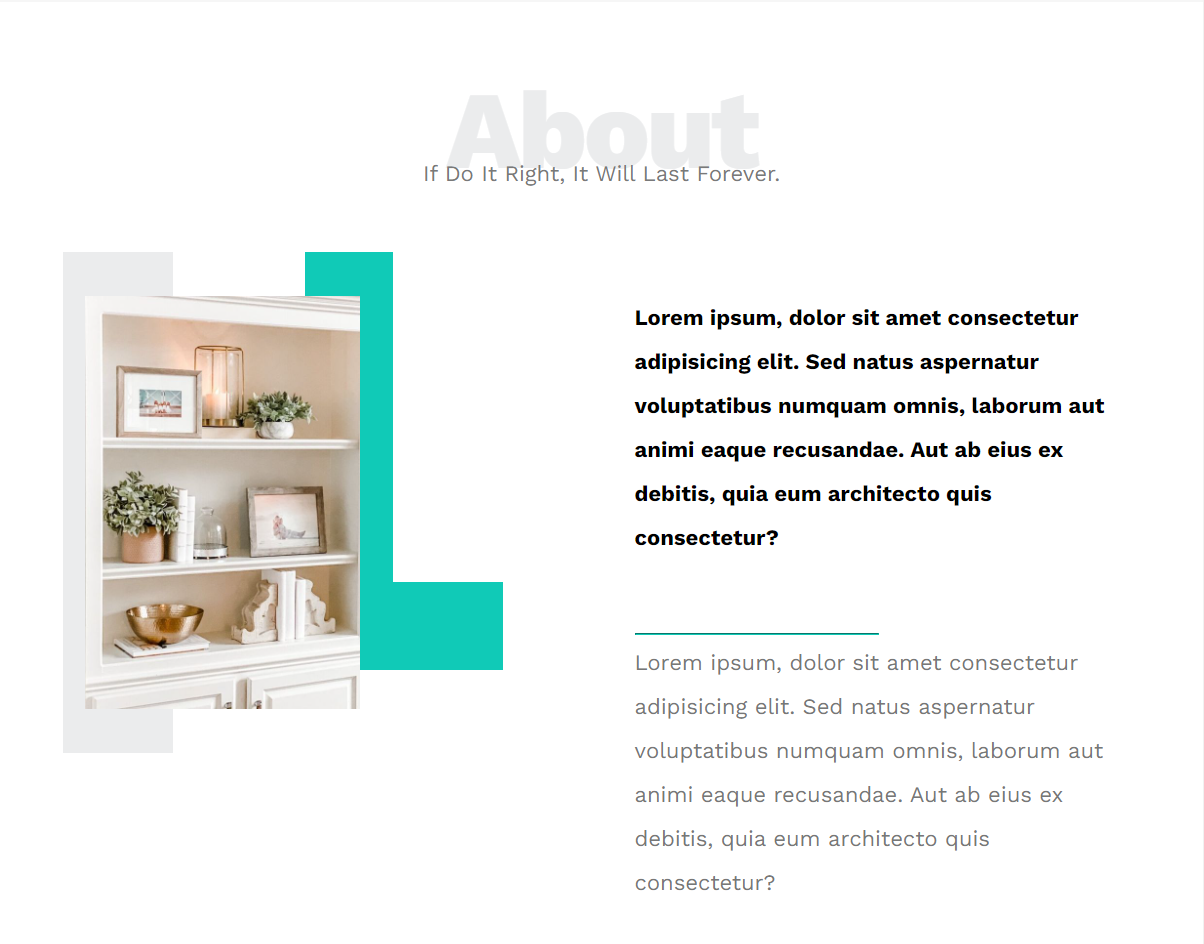 About
If Do It Right, It Will Last Forever.
Lorem ipsum, dolor sit amet consectetur
adipisicing elit. Sed natus aspernatur
voluptatibus numquam omnis, laborum aut
animi eaque recusandae. Aut ab eius ex
debitis, quia eum architecto quis
consectetur?
Lorem ipsum, dolor sit amet consectetur
adipisicing elit. Sed natus aspernatur
voluptatibus numquam omnis, laborum aut
animi eaque recusandae. Aut ab eius ex
debitis, quia eum architecto quis
consectetur?